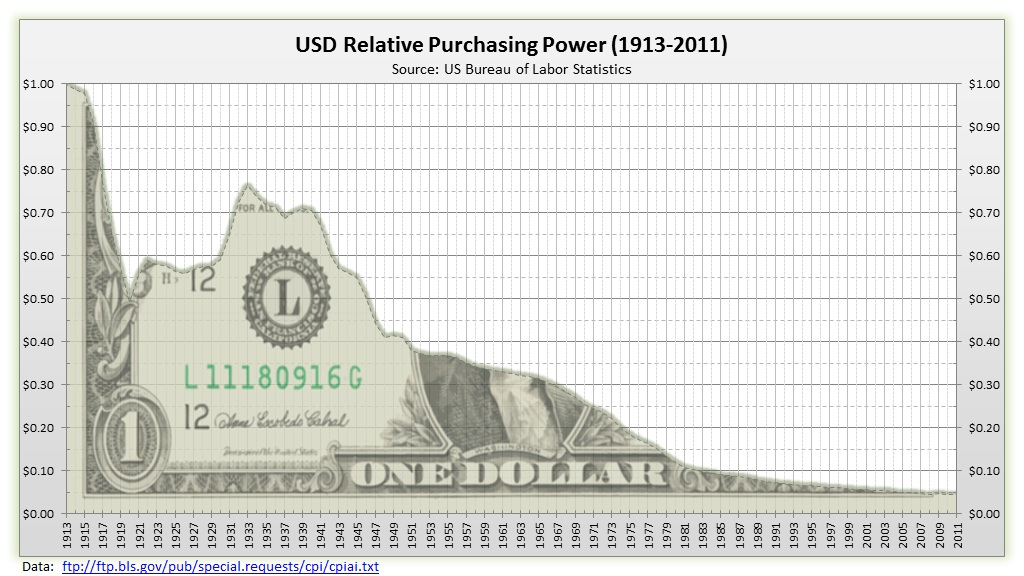 USD Relative Purchasing Power (1913-2011)
Source: US Bureau of Labor Statistics
$1.00 $1.00
$0.90 $0.90
$0.80 $0.80
$0.70 FOR ALL $0.70
$0.60 $0.60
12
$0.50 L $0.50
$0.40 $0.40
L 11180916 G
$0.30 $0.30
12
$0.20 $0.20
WASHINGTON
1
ONE DOLLAR
$0.10 $0.10
$0.00 $0.00
1913 1915 1917 1919 1921 1923 1925 1927 1929 1931 1933 1935 1937 1939 1941 1943 1945 1947 1949 1951 1953 1955 1957 1959 1961 1963 1965 1967 1969 1971 1973 1975 1977 1979 1981 1983 1985 1987 1989 1991 1993 1995 1997 1999 2001 2003 2005 2007 2009 2011
Data: ftp://ftp.bls.gov/pub/special.requests/cpi/cpiai.txt